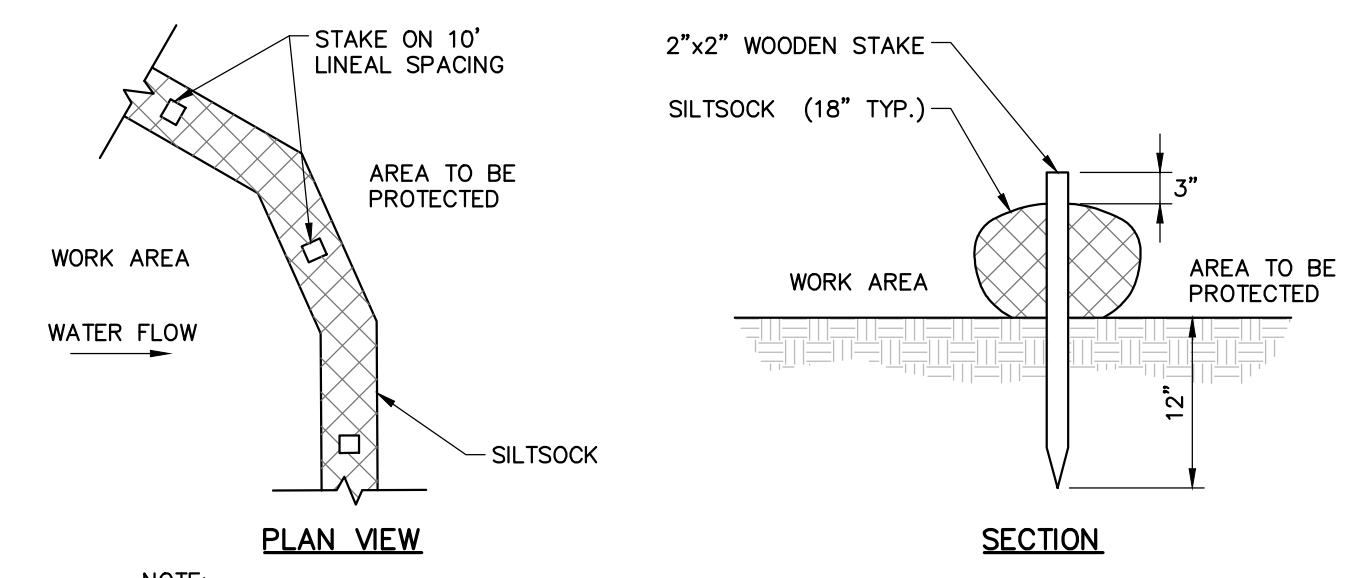 STAKE ON 10'
LINEAL SPACING
AREA TO BE
PROTECTED
WORK AREA
WATER FLOW
SILTSOCK
PLAN VIEW
2"x2" WOODEN STAKE
SILTSOCK (18" TYP.)
3"
WORK AREA
AREA TO BE
PROTECTED
12"
SECTION
NOTE: